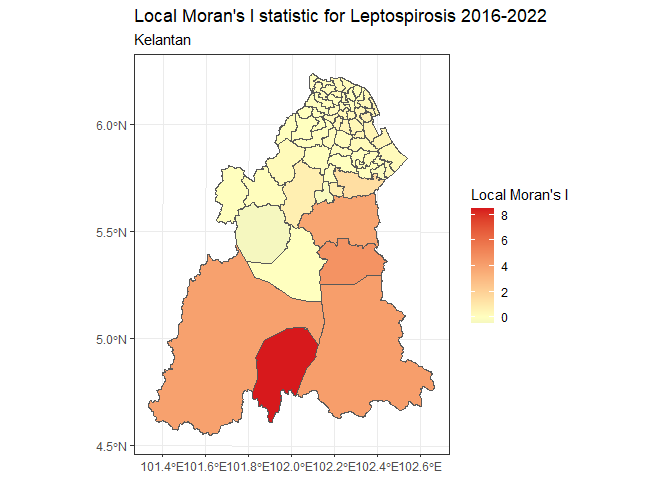 Local Moran's I statistic for Leptospirosis 2016-2022
Kelantan
6.0°N
5.5°N
5.0°N
4.5°N
101.4°E101.6°E101.8°E102.0°E102.2°E102.4°E102.6°E
Local Moran's I
8
6
4
2
0